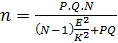 n = P.Q.N / ((N−1) E²/K² + PQ)